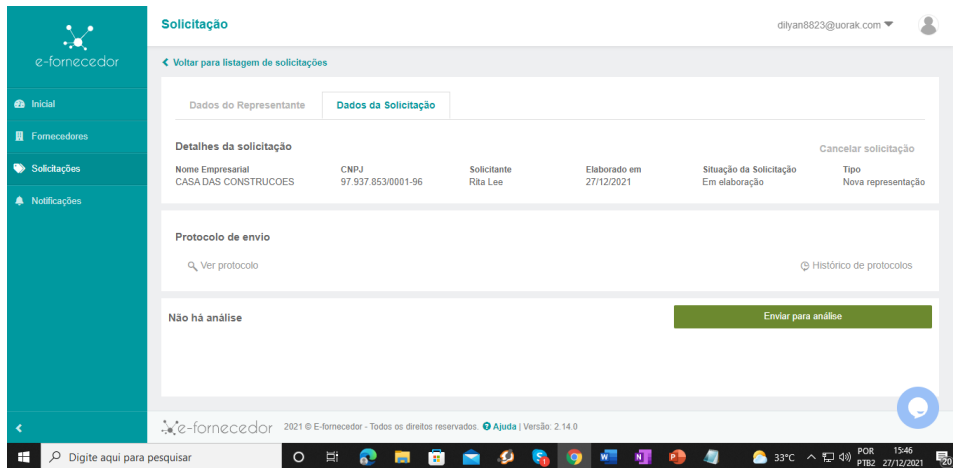 e-fornecedor
Inicial
Fornecedores
Solicitações
Notificações
Solicitação
dilyan8823@uorak.com
Voltar para listagem de solicitações
Dados do Representante
Dados da Solicitação
Detalhes da solicitação
Cancelar solicitação
Nome Empresarial CNPJ Solicitante Elaborado em Situação da Solicitação Tipo
CASA DAS CONSTRUCOES 97.937.853/0001-96 Rita Lee 27/12/2021 Em elaboração Nova representação
Protocolo de envio
Ver protocolo
Histórico de protocolos
Não há análise
Enviar para análise
e-fornecedor 2021 © E-fornecedor - Todos os direitos reservados. Ajuda | Versão: 2.14.0
Digite aqui para pesquisar
33°C
POR 15:46
PTB2 27/12/2021
20